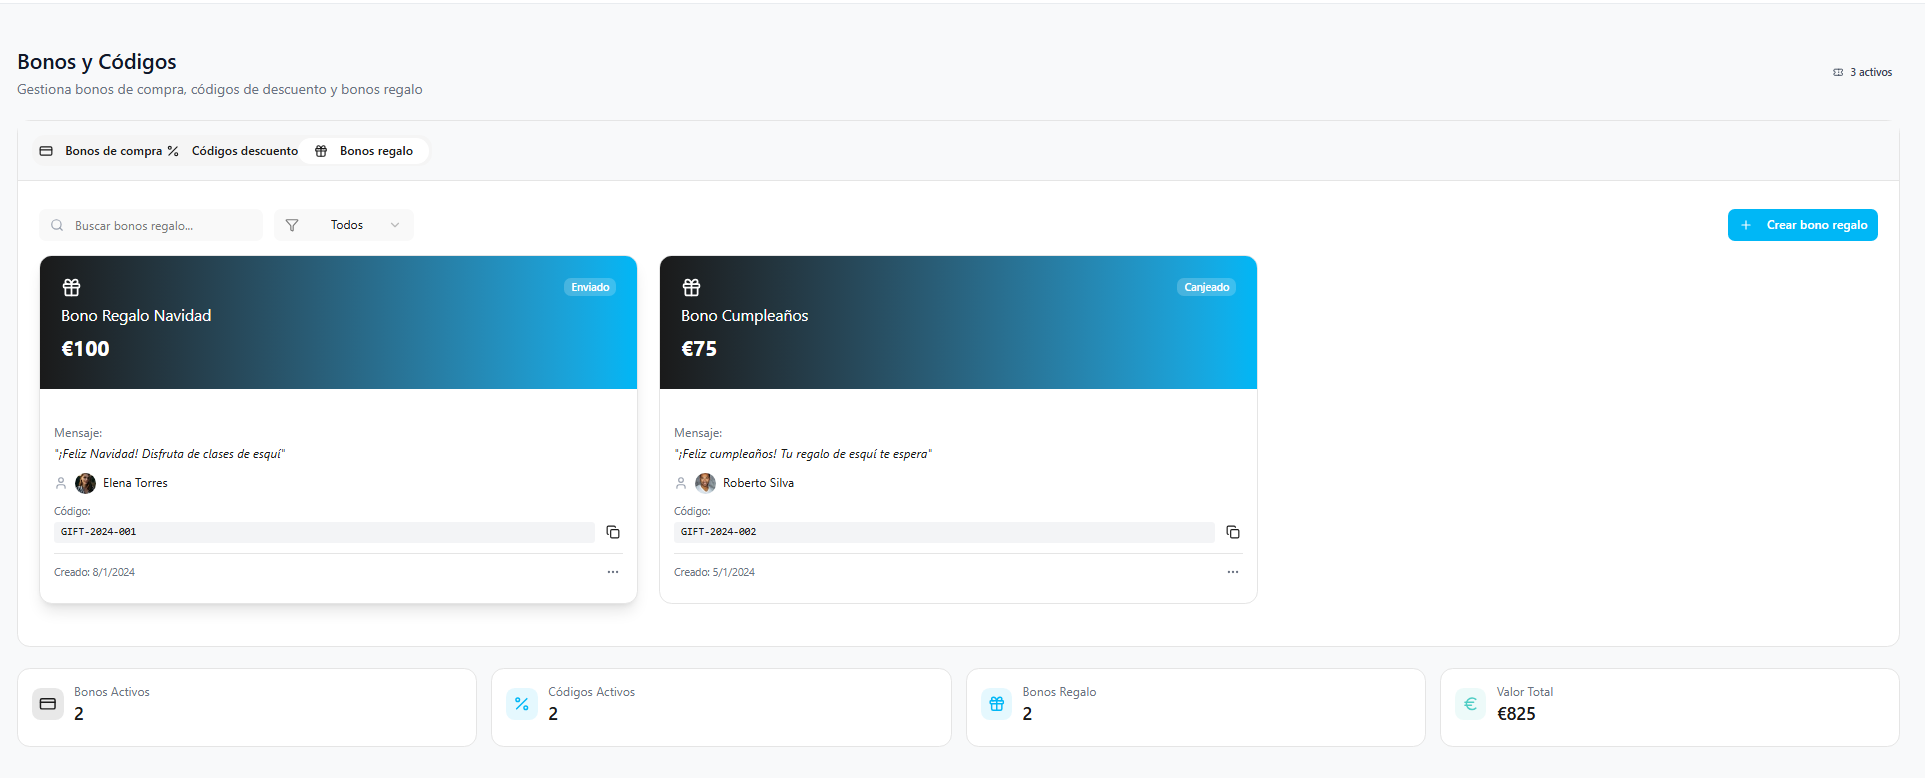 Bonos y Códigos
Gestiona bonos de compra, códigos de descuento y bonos regalo
3 activos
Bonos de compra
Códigos descuento
Bonos regalo
Buscar bonos regalo...
Todos
Crear bono regalo
Enviado
Bono Regalo Navidad
€100
Mensaje:
"¡Feliz Navidad! Disfruta de clases de esquí"
Elena Torres
Código:
GIFT-2024-001
Creado: 8/1/2024
Canjeado
Bono Cumpleaños
€75
Mensaje:
"¡Feliz cumpleaños! Tu regalo de esquí te espera"
Roberto Silva
Código:
GIFT-2024-002
Creado: 5/1/2024
Bonos Activos
2
Códigos Activos
2
Bonos Regalo
2
Valor Total
€825